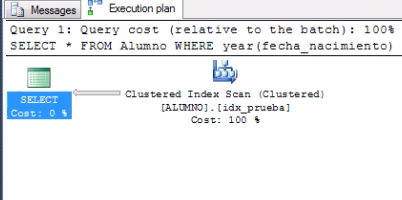 Messages Execution plan
Query 1: Query cost (relative to the batch): 100%
SELECT * FROM Alumno WHERE year(fecha_nacimiento)
SELECT
Cost: 0 %
Clustered Index Scan (Clustered)
[ALUMNO].[idx_prueba]
Cost: 100 %